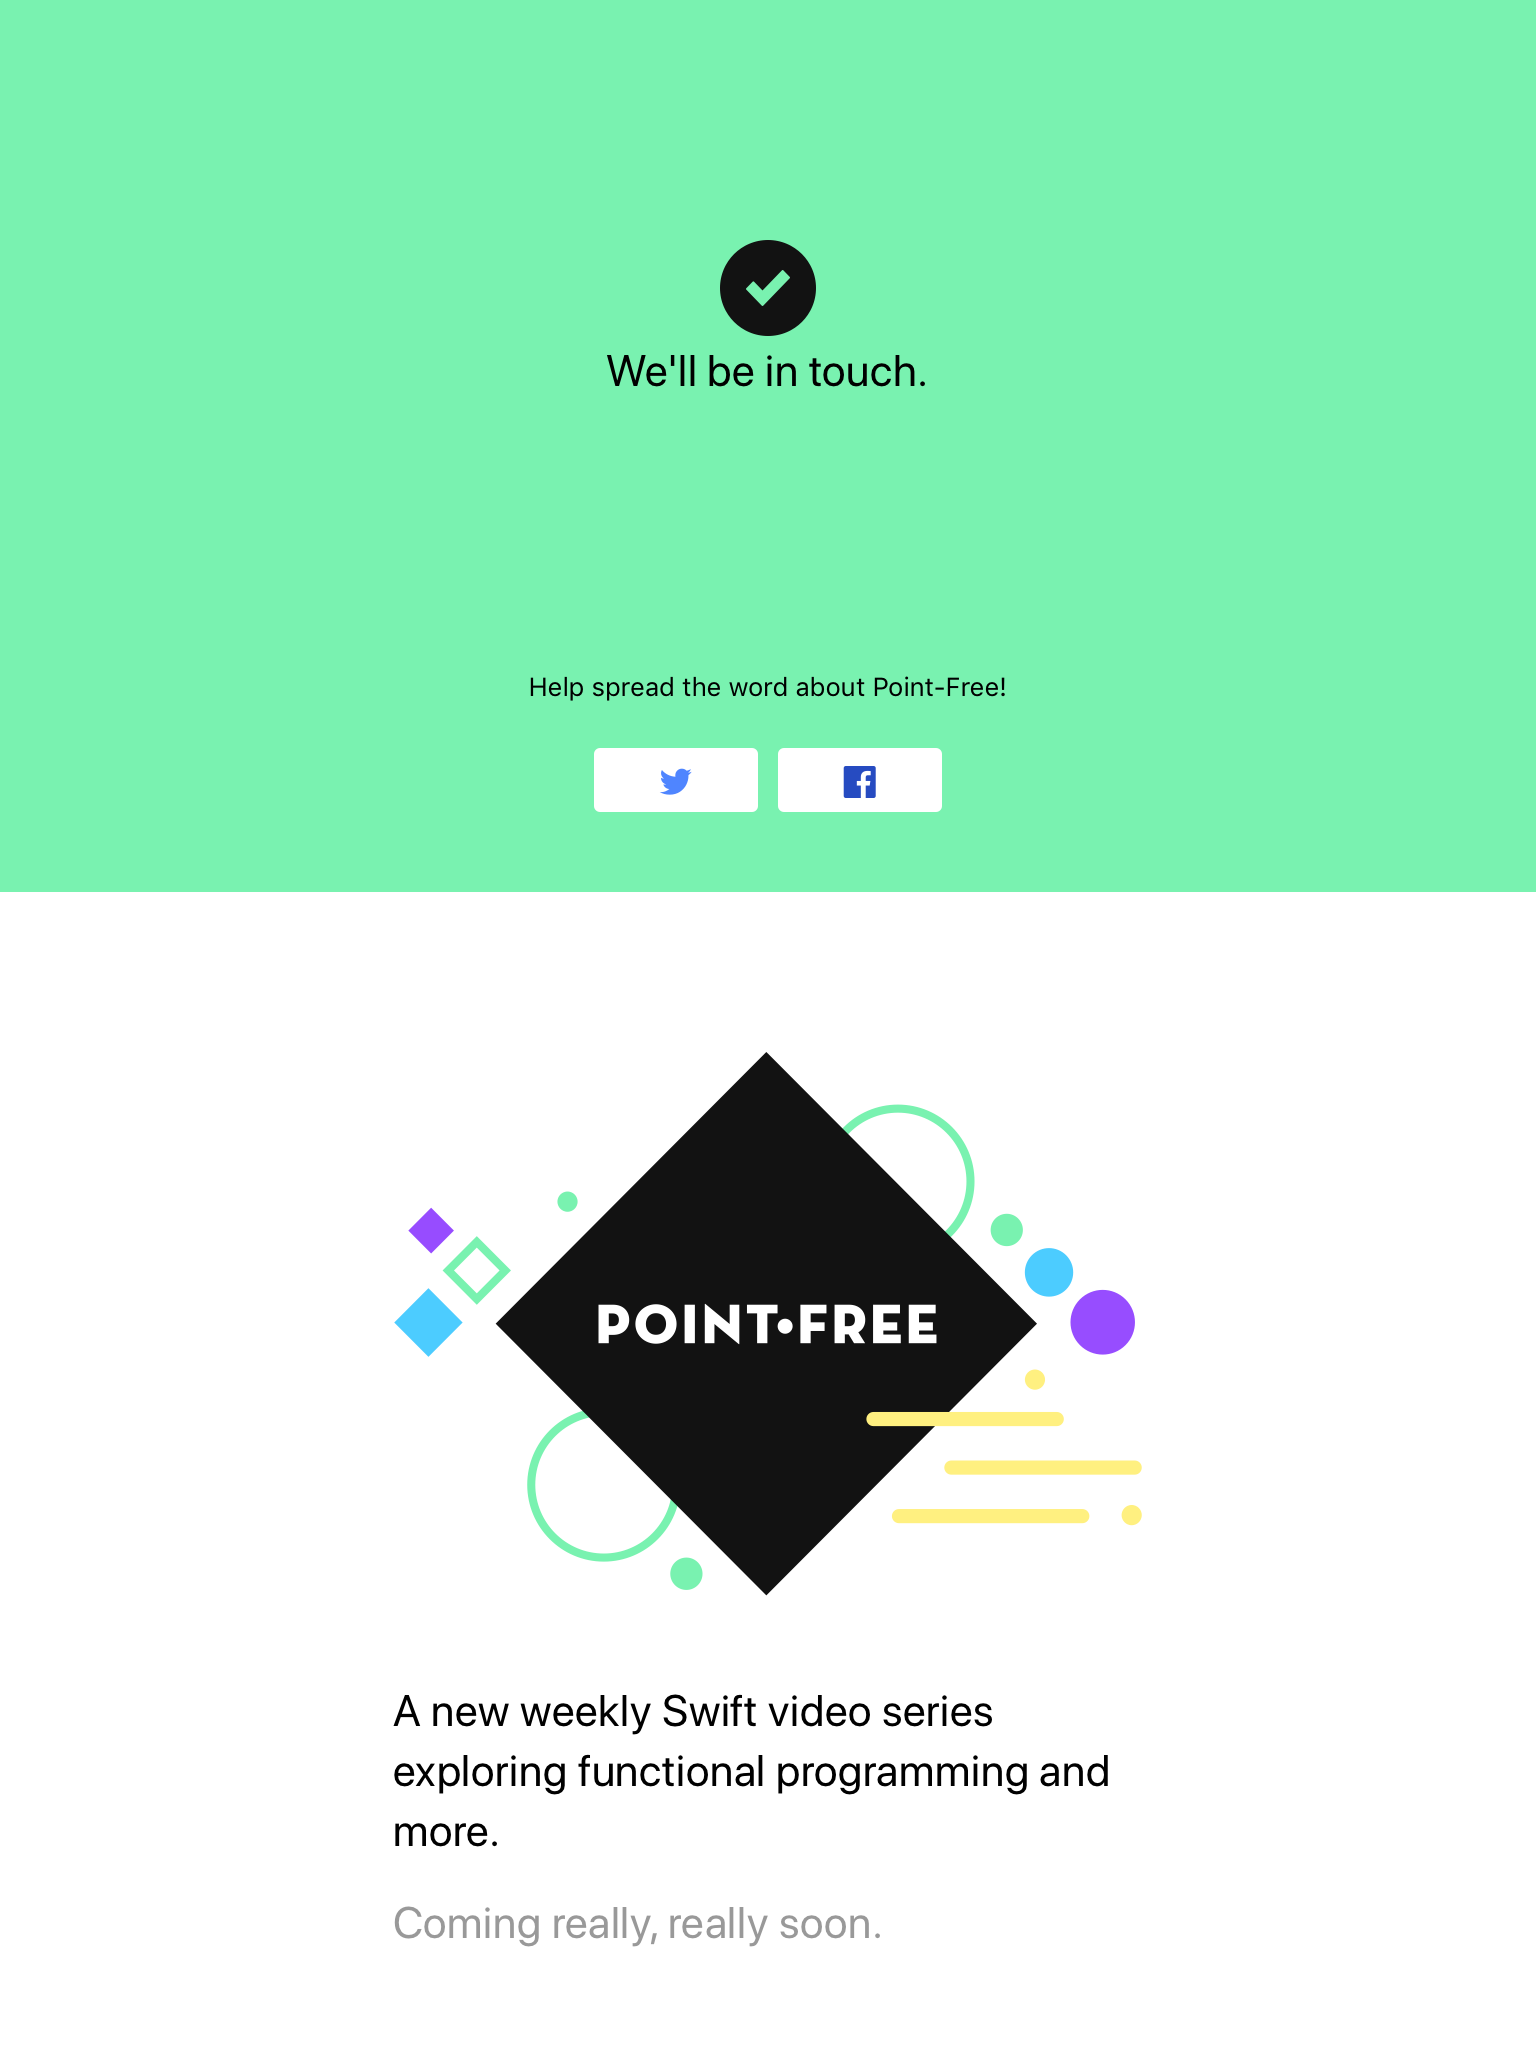 We'll be in touch.
Help spread the word about Point-Free!
POINT•FREE
A new weekly Swift video series
exploring functional programming and
more.
Coming really, really soon.